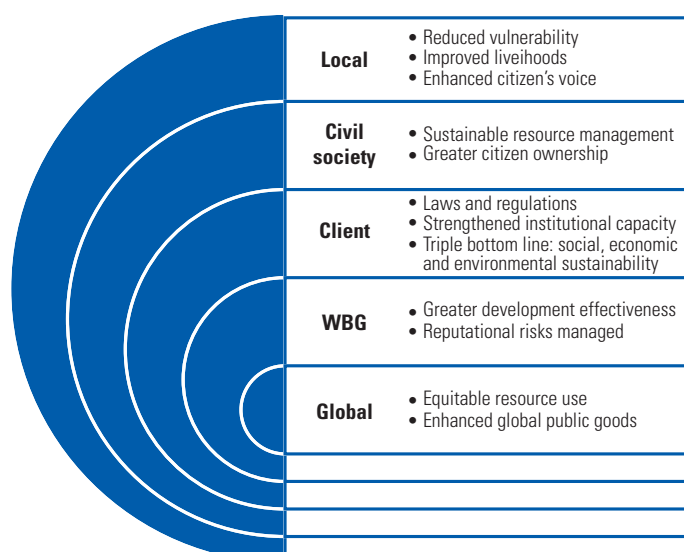 Local
• Reduced vulnerability
• Improved liveihoods
• Enhanced citizen's voice
Civil
society
• Sustainable resource management
• Greater citizen ownership
Client
• Laws and regulations
• Strengthened institutional capacity
• Triple bottom line: social, economic
and environmental sustainability
WBG
• Greater development effectiveness
• Reputational risks managed
Global
• Equitable resource use
• Enhanced global public goods